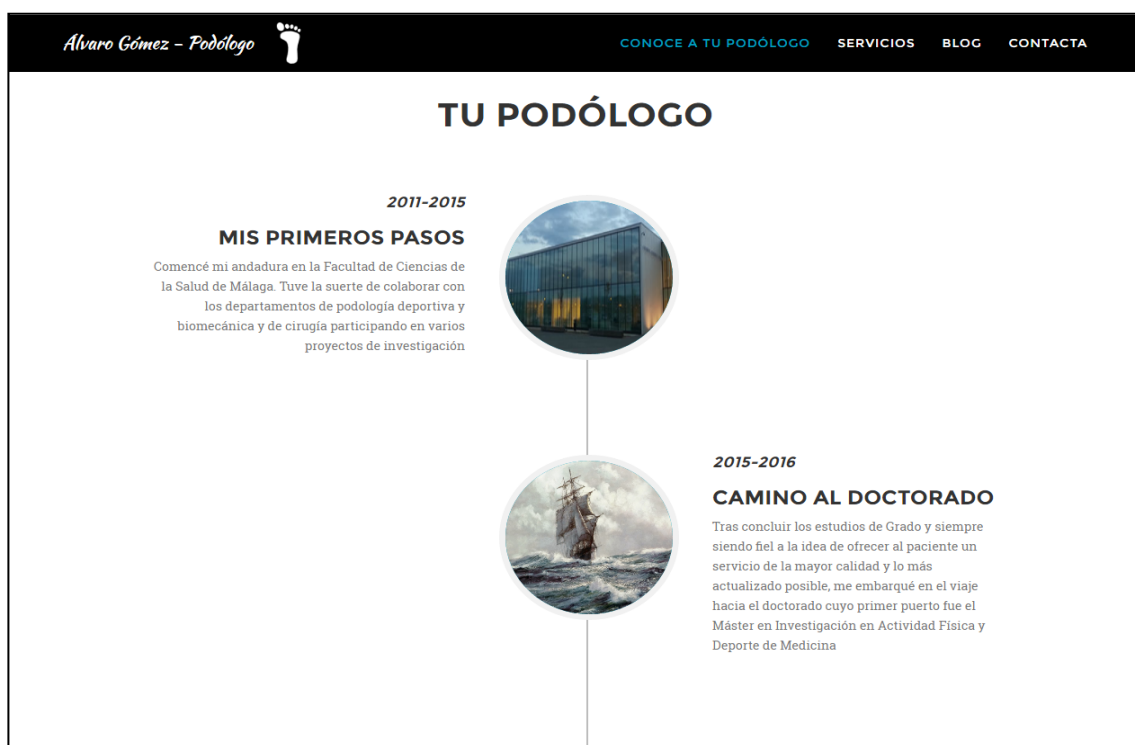 Álvaro Gómez – Podólogo
CONOCE A TU PODÓLOGO SERVICIOS BLOG CONTACTA
TU PODÓLOGO
2011-2015
MIS PRIMEROS PASOS
Comencé mi andadura en la Facultad de Ciencias de
la Salud de Málaga. Tuve la suerte de colaborar con
los departamentos de podología deportiva y
biomecánica y de cirugía participando en varios
proyectos de investigación
2015-2016
CAMINO AL DOCTORADO
Tras concluir los estudios de Grado y siempre
siendo fiel a la idea de ofrecer al paciente un
servicio de la mayor calidad y lo más
actualizado posible, me embarqué en el viaje
hacia el doctorado cuyo primer puerto fue el
Máster en Investigación en Actividad Física y
Deporte de Medicina